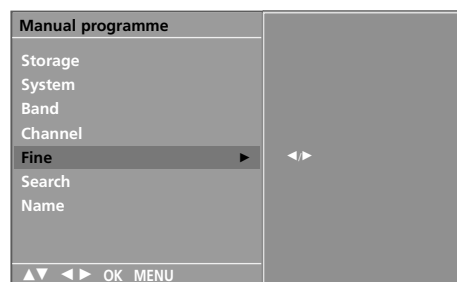 Manual programme
Storage
System
Band
Channel
Fine ► ◄/►
Search
Name
▲▼ ◄ ► OK MENU